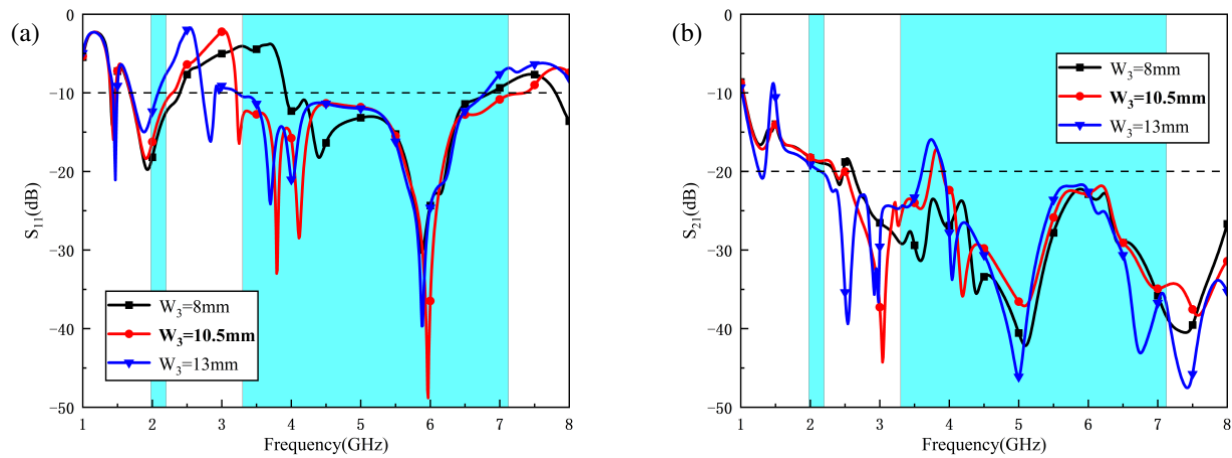 (a)
0
-10
-20
-30
-40
-50
S11(dB)
W3=8mm
W3=10.5mm
W3=13mm
1 2 3 4 5 6 7 8
Frequency(GHz)
(b)
0
-10
-20
-30
-40
-50
S21(dB)
W3=8mm
W3=10.5mm
W3=13mm
1 2 3 4 5 6 7 8
Frequency(GHz)